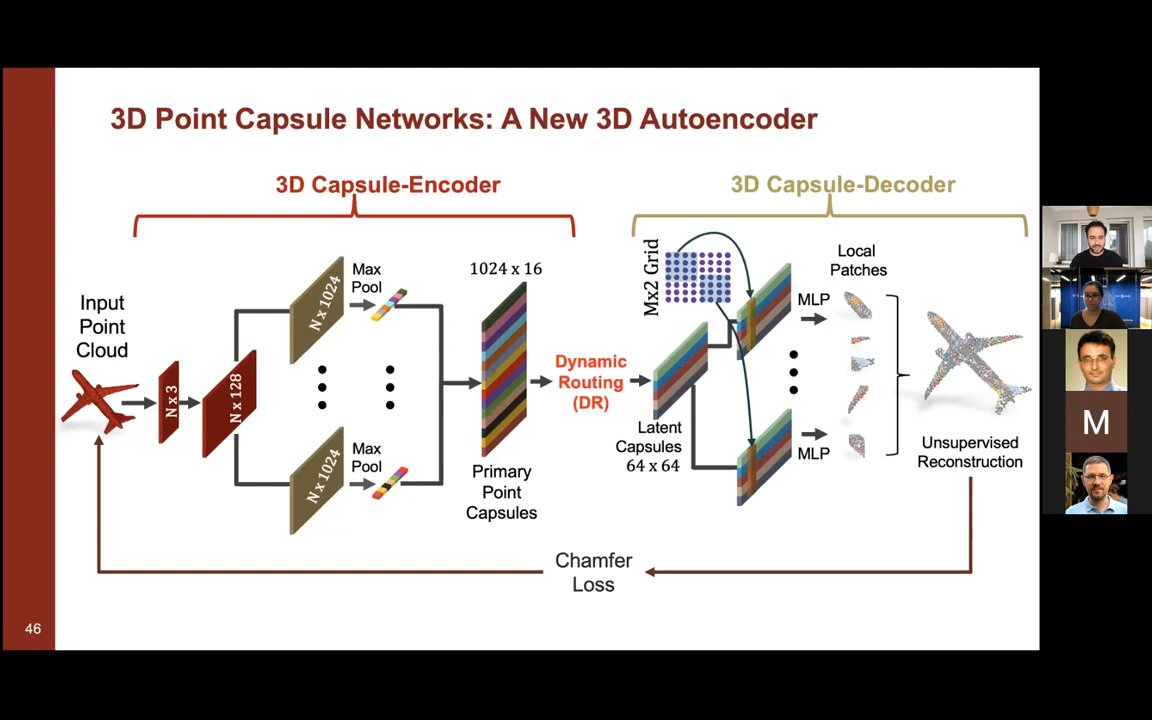 3D Point Capsule Networks: A New 3D Autoencoder
3D Capsule-Encoder
3D Capsule-Decoder
Input
Point
Cloud
N x 3
N x 128
N x 1024
Max
Pool
N x 1024
Max
Pool
1024 x 16
Primary
Point
Capsules
Dynamic
Routing
(DR)
Mx2 Grid
Latent
Capsules
64 x 64
MLP
MLP
Local
Patches
Unsupervised
Reconstruction
Chamfer
Loss
46
M